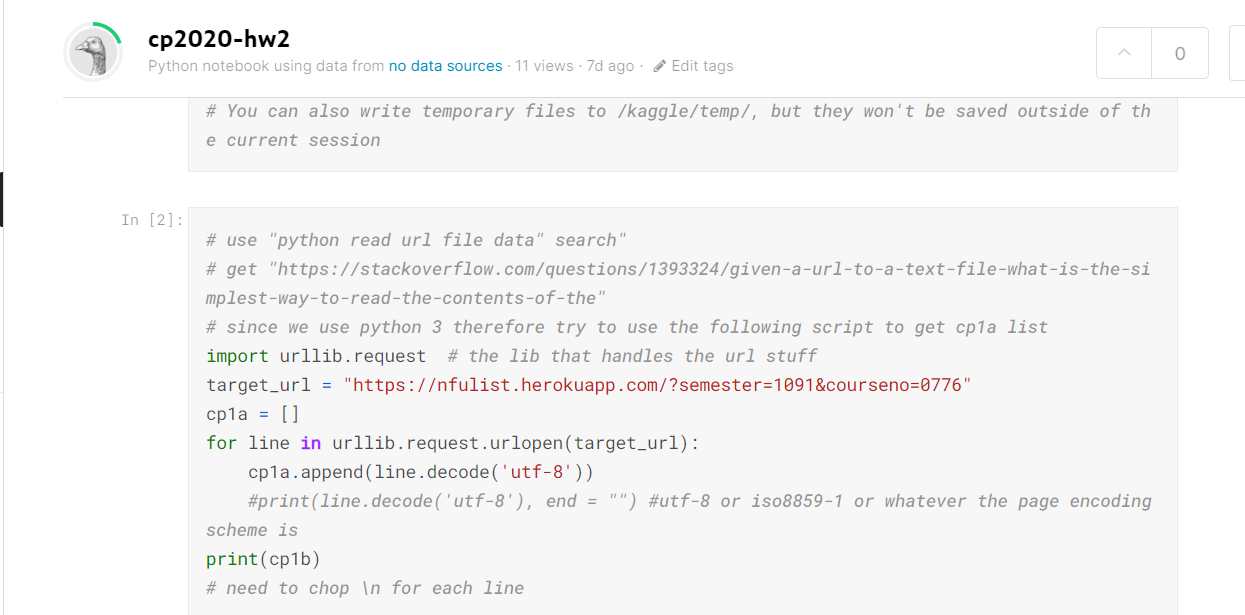 cp2020-hw2
0
Python notebook using data from no data sources · 11 views · 7d ago · Edit tags
# You can also write temporary files to /kaggle/temp/, but they won't be saved outside of th
e current session
In [2]:
# use "python read url file data" search"
# get "https://stackoverflow.com/questions/1393324/given-a-url-to-a-text-file-what-is-the-si
mplest-way-to-read-the-contents-of-the"
# since we use python 3 therefore try to use the following script to get cp1a list
import urllib.request  # the lib that handles the url stuff
target_url = "https://nfulist.herokuapp.com/?semester=1091&courseno=0776"
cp1a = []
for line in urllib.request.urlopen(target_url):
    cp1a.append(line.decode('utf-8'))
    #print(line.decode('utf-8'), end = "") #utf-8 or iso8859-1 or whatever the page encoding
scheme is
print(cp1b)
# need to chop \n for each line